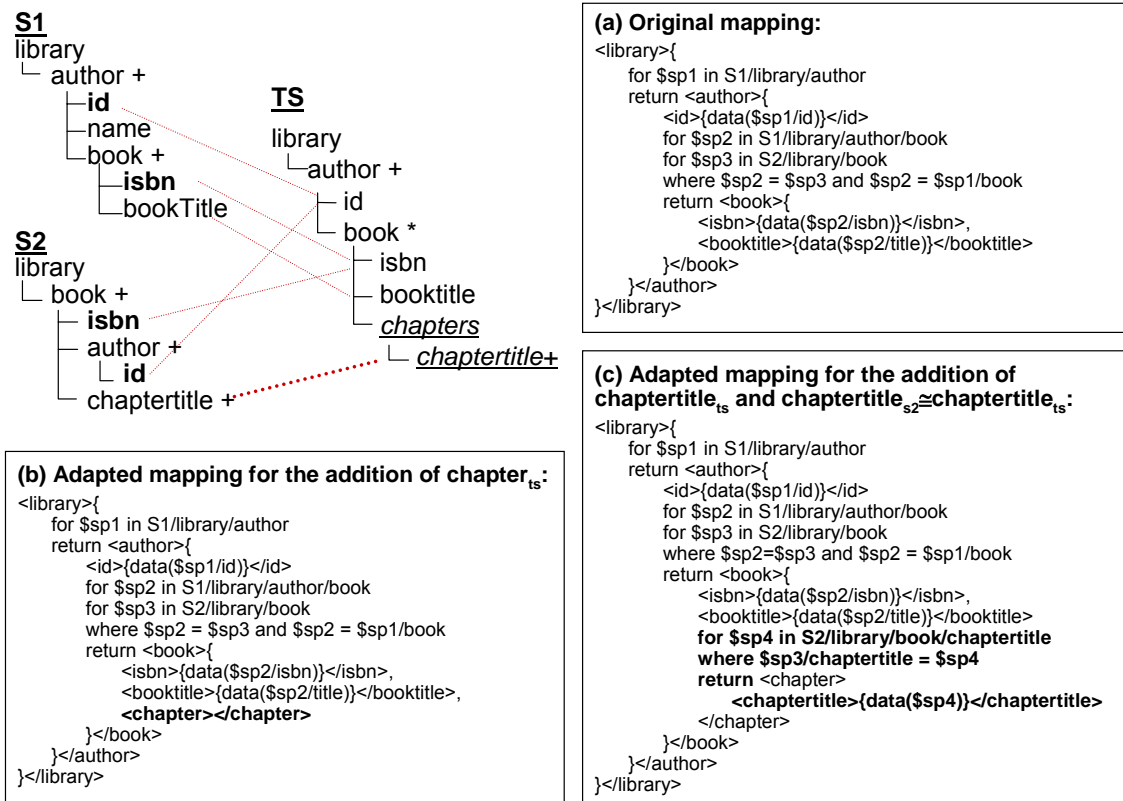 S1
library
author +
id
name
book +
isbn
bookTitle
S2
library
book +
isbn
author +
id
chaptertitle +
TS
library
author +
id
book *
isbn
booktitle
chapters
chaptertitle+
(a) Original mapping:
<library>{
for $sp1 in S1/library/author
return <author>{
<id>{data($sp1/id)}</id>
for $sp2 in S1/library/author/book
for $sp3 in S2/library/book
where $sp2 = $sp3 and $sp2 = $sp1/book
return <book>{
<isbn>{data($sp2/isbn)}</isbn>,
<booktitle>{data($sp2/title)}</booktitle>
}</book>
}</author>
}</library>
(b) Adapted mapping for the addition of chapterts:
<library>{
for $sp1 in S1/library/author
return <author>{
<id>{data($sp1/id)}</id>
for $sp2 in S1/library/author/book
for $sp3 in S2/library/book
where $sp2 = $sp3 and $sp2 = $sp1/book
return <book>{
<isbn>{data($sp2/isbn)}</isbn>,
<booktitle>{data($sp2/title)}</booktitle>,
<chapter></chapter>
}</book>
}</author>
}</library>
(c) Adapted mapping for the addition of
chaptertitlets and chaptertitles2≅chaptertitlets:
<library>{
for $sp1 in S1/library/author
return <author>{
<id>{data($sp1/id)}</id>
for $sp2 in S1/library/author/book
for $sp3 in S2/library/book
where $sp2=$sp3 and $sp2 = $sp1/book
return <book>{
<isbn>{data($sp2/isbn)}</isbn>,
<booktitle>{data($sp2/title)}</booktitle>
for $sp4 in S2/library/book/chaptertitle
where $sp3/chaptertitle = $sp4
return <chapter>
<chaptertitle>{data($sp4)}</chaptertitle>
</chapter>
}</book>
}</author>
}</library>